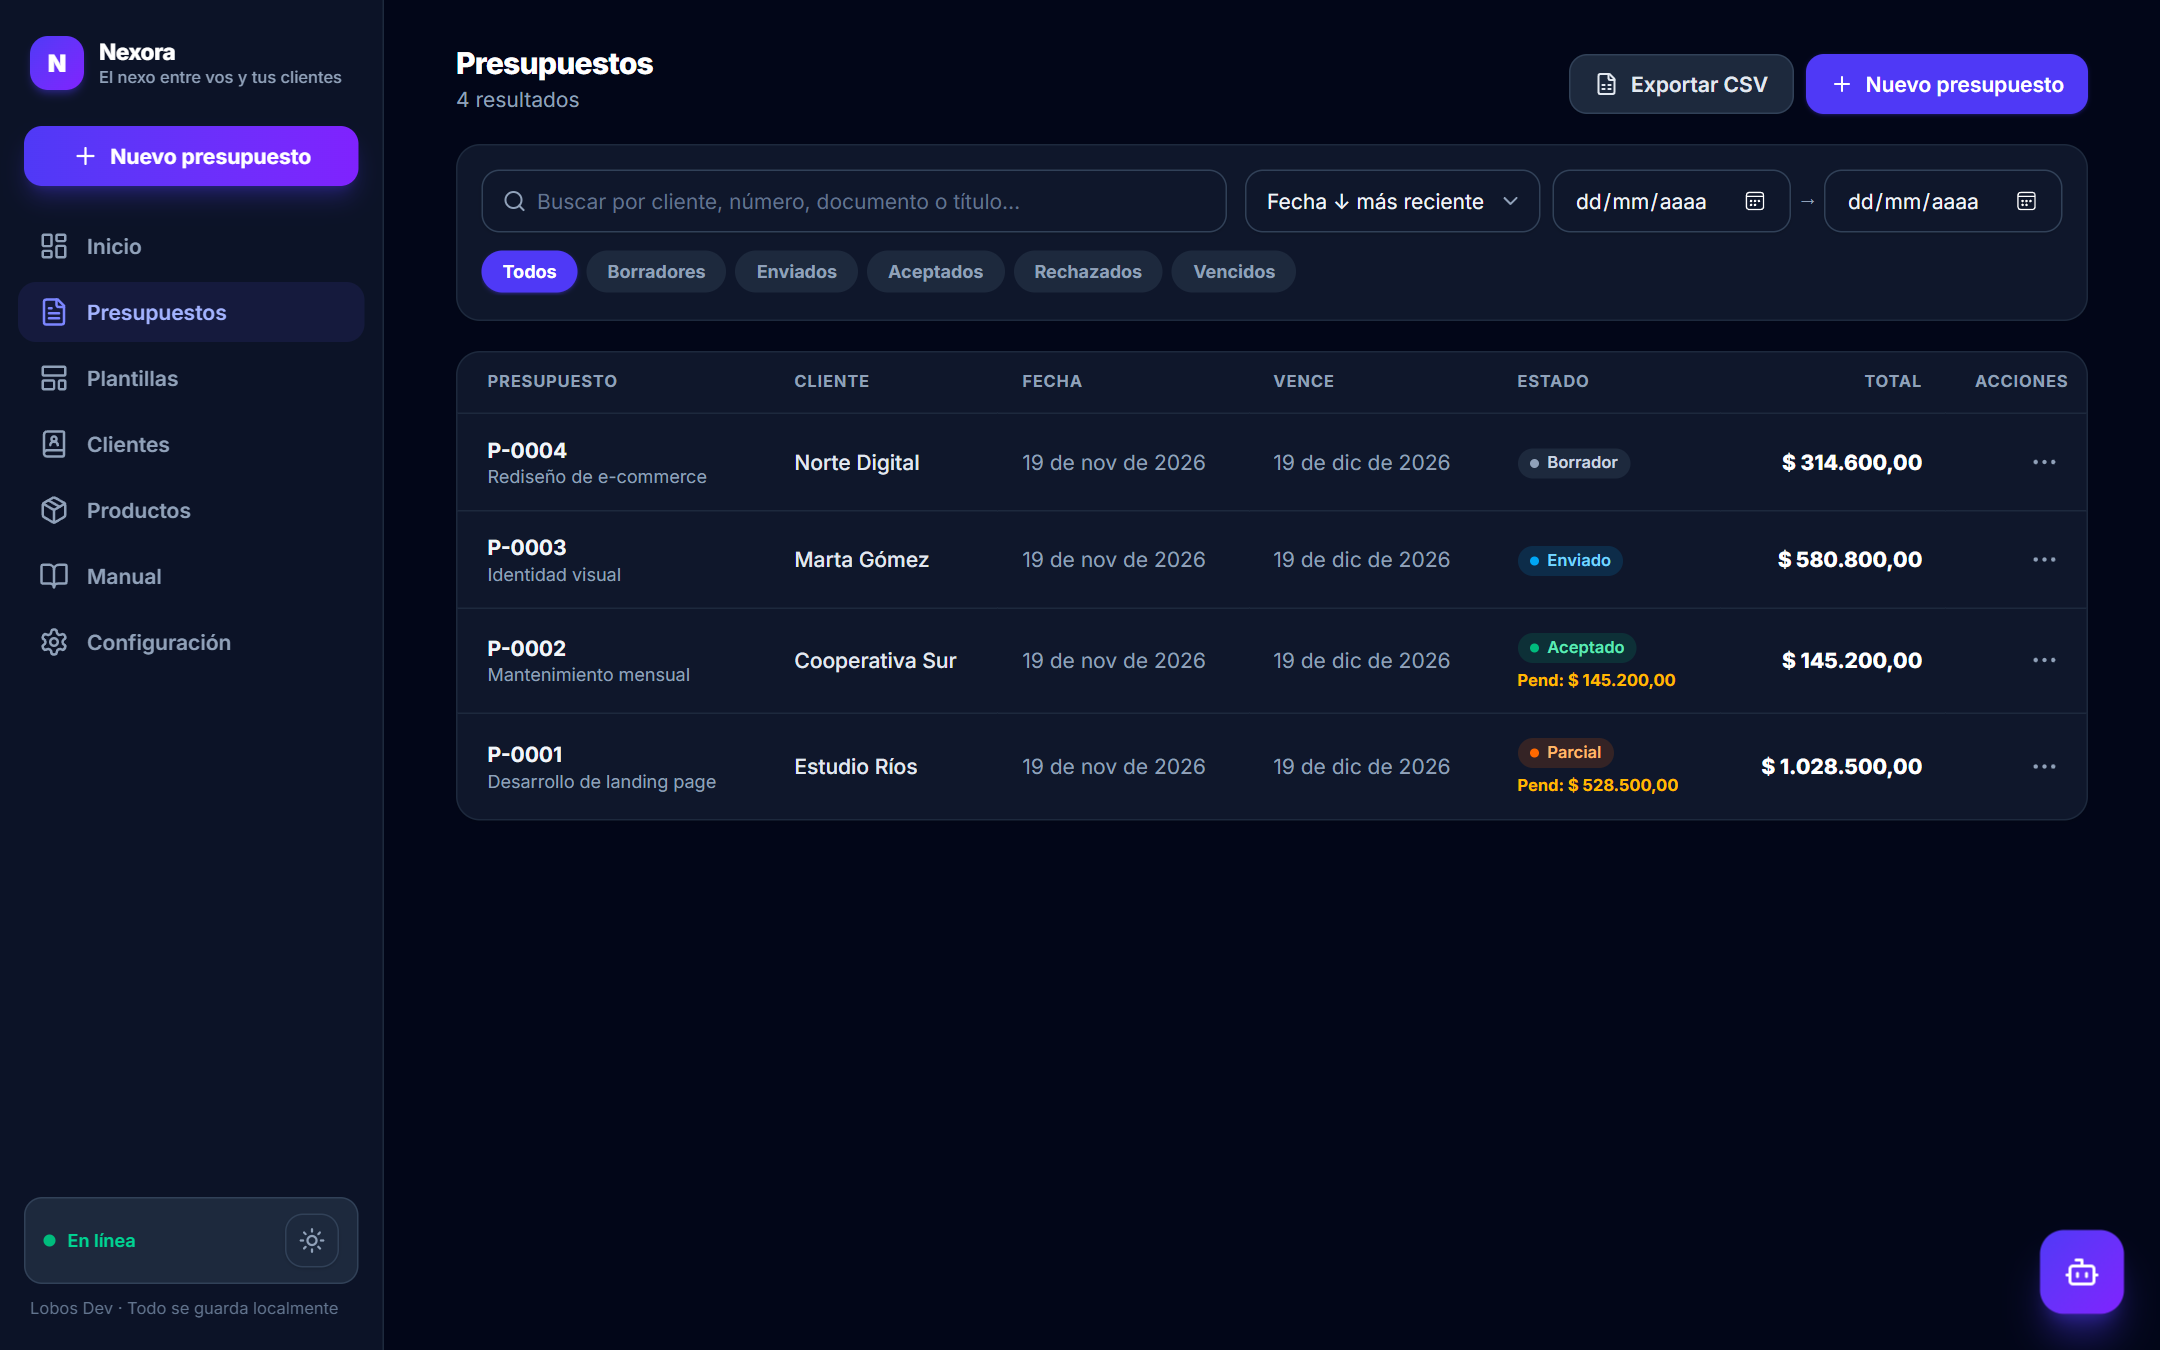 N
Nexora
El nexo entre vos y tus clientes
Nuevo presupuesto
Inicio
Presupuestos
Plantillas
Clientes
Productos
Manual
Configuración
En línea
Lobos Dev · Todo se guarda localmente
Presupuestos
4 resultados
Exportar CSV
Nuevo presupuesto
Buscar por cliente, número, documento o título...
Fecha ↓ más reciente
dd/mm/aaaa → dd/mm/aaaa
Todos Borradores Enviados Aceptados Rechazados Vencidos
PRESUPUESTO CLIENTE FECHA VENCE ESTADO TOTAL ACCIONES
P-0004
Rediseño de e-commerce
Norte Digital 19 de nov de 2026 19 de dic de 2026 Borrador $ 314.600,00
P-0003
Identidad visual
Marta Gómez 19 de nov de 2026 19 de dic de 2026 Enviado $ 580.800,00
P-0002
Mantenimiento mensual
Cooperativa Sur 19 de nov de 2026 19 de dic de 2026 Aceptado
Pend: $ 145.200,00
$ 145.200,00
P-0001
Desarrollo de landing page
Estudio Ríos 19 de nov de 2026 19 de dic de 2026 Parcial
Pend: $ 528.500,00
$ 1.028.500,00